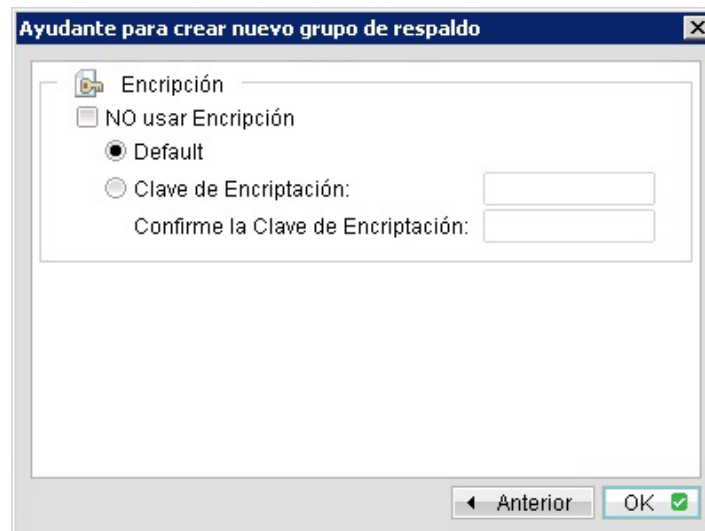 Ayudante para crear nuevo grupo de respaldo
Encripción
NO usar Encripción
Default
Clave de Encriptación:
Confirme la Clave de Encriptación:
Anterior OK